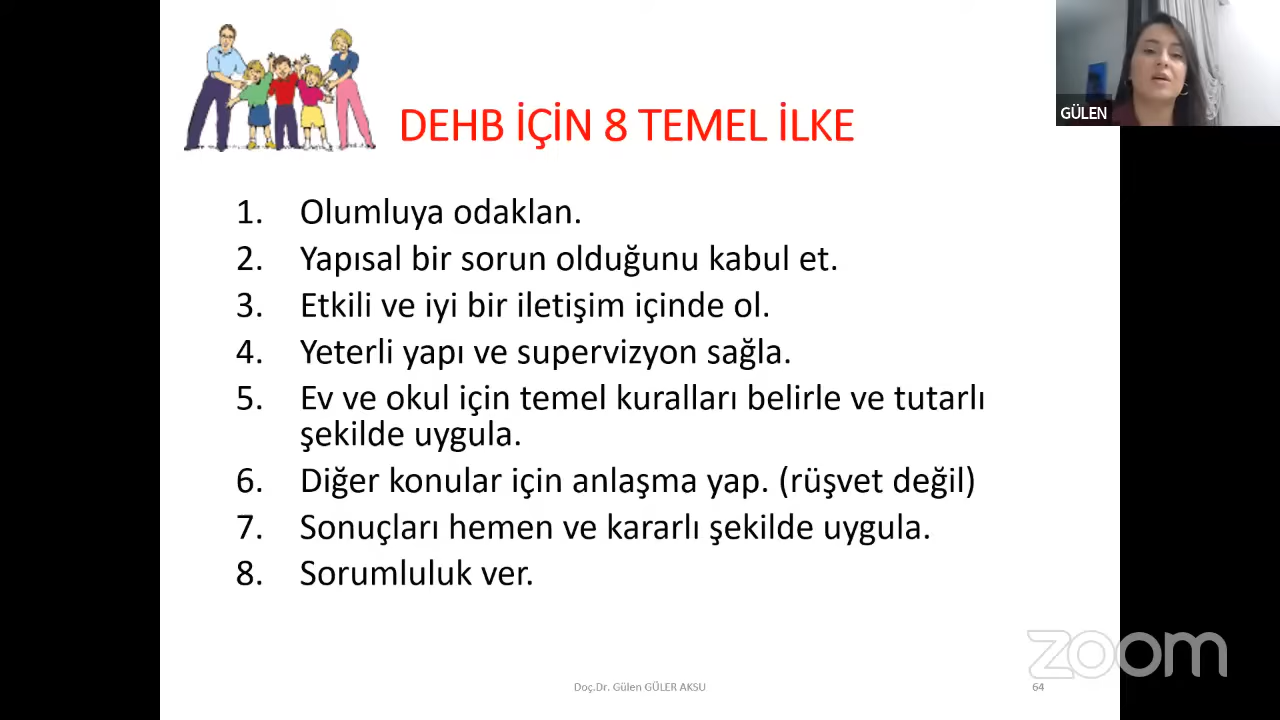 DEHB İÇİN 8 TEMEL İLKE
GÜLEN
1. Olumluya odaklan.
2. Yapısal bir sorun olduğunu kabul et.
3. Etkili ve iyi bir iletişim içinde ol.
4. Yeterli yapı ve supervizyon sağla.
5. Ev ve okul için temel kuralları belirle ve tutarlı
şekilde uygula.
6. Diğer konular için anlaşma yap. (rüşvet değil)
7. Sonuçları hemen ve kararlı şekilde uygula.
8. Sorumluluk ver.
zoom
Doç.Dr. Gülen GÜLER AKSU
64